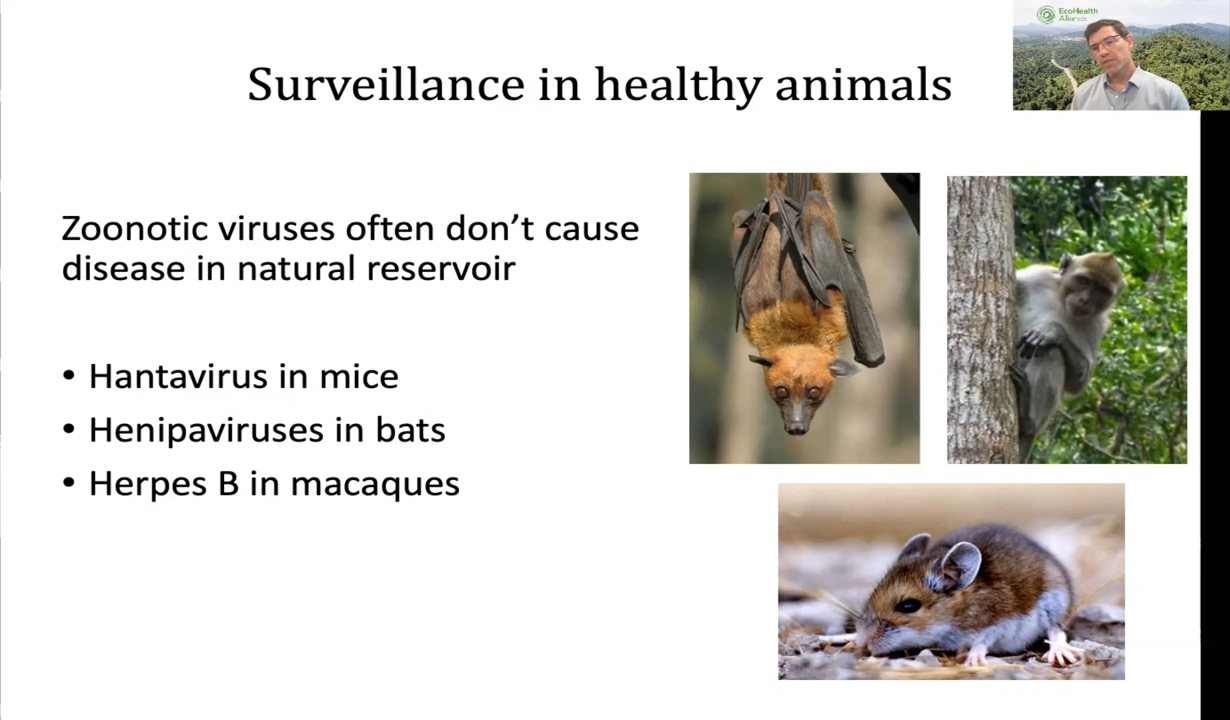 EcoHealth
Alliance
Surveillance in healthy animals
Zoonotic viruses often don’t cause
disease in natural reservoir
• Hantavirus in mice
• Henipaviruses in bats
• Herpes B in macaques